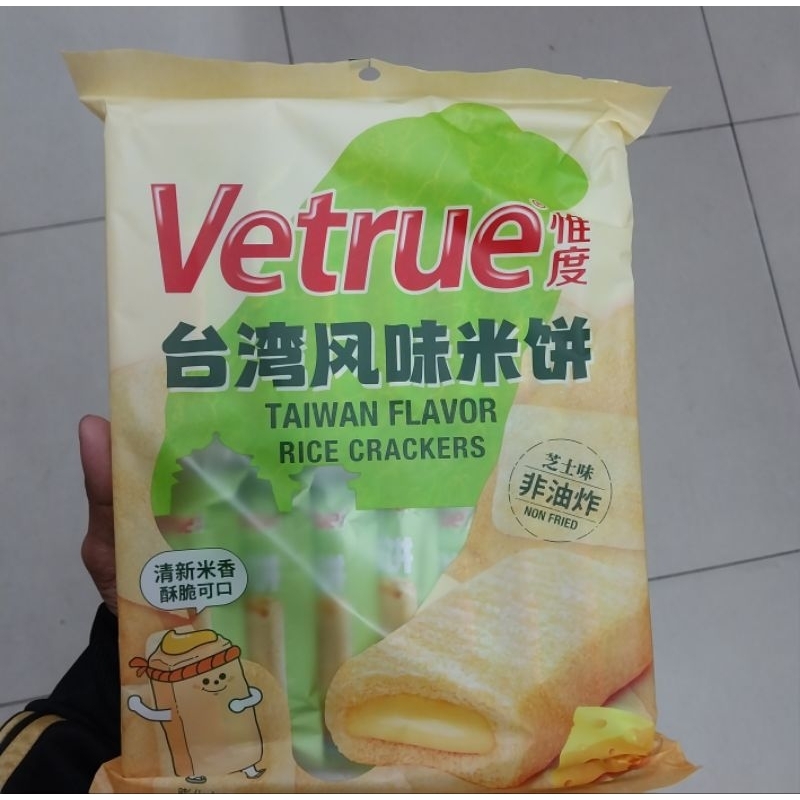 Vetrue®
惟度
台湾风味米饼
TAIWAN FLAVOR
RICE CRACKERS
芝士味
非油炸
NON FRIED
清新米香
酥脆可口